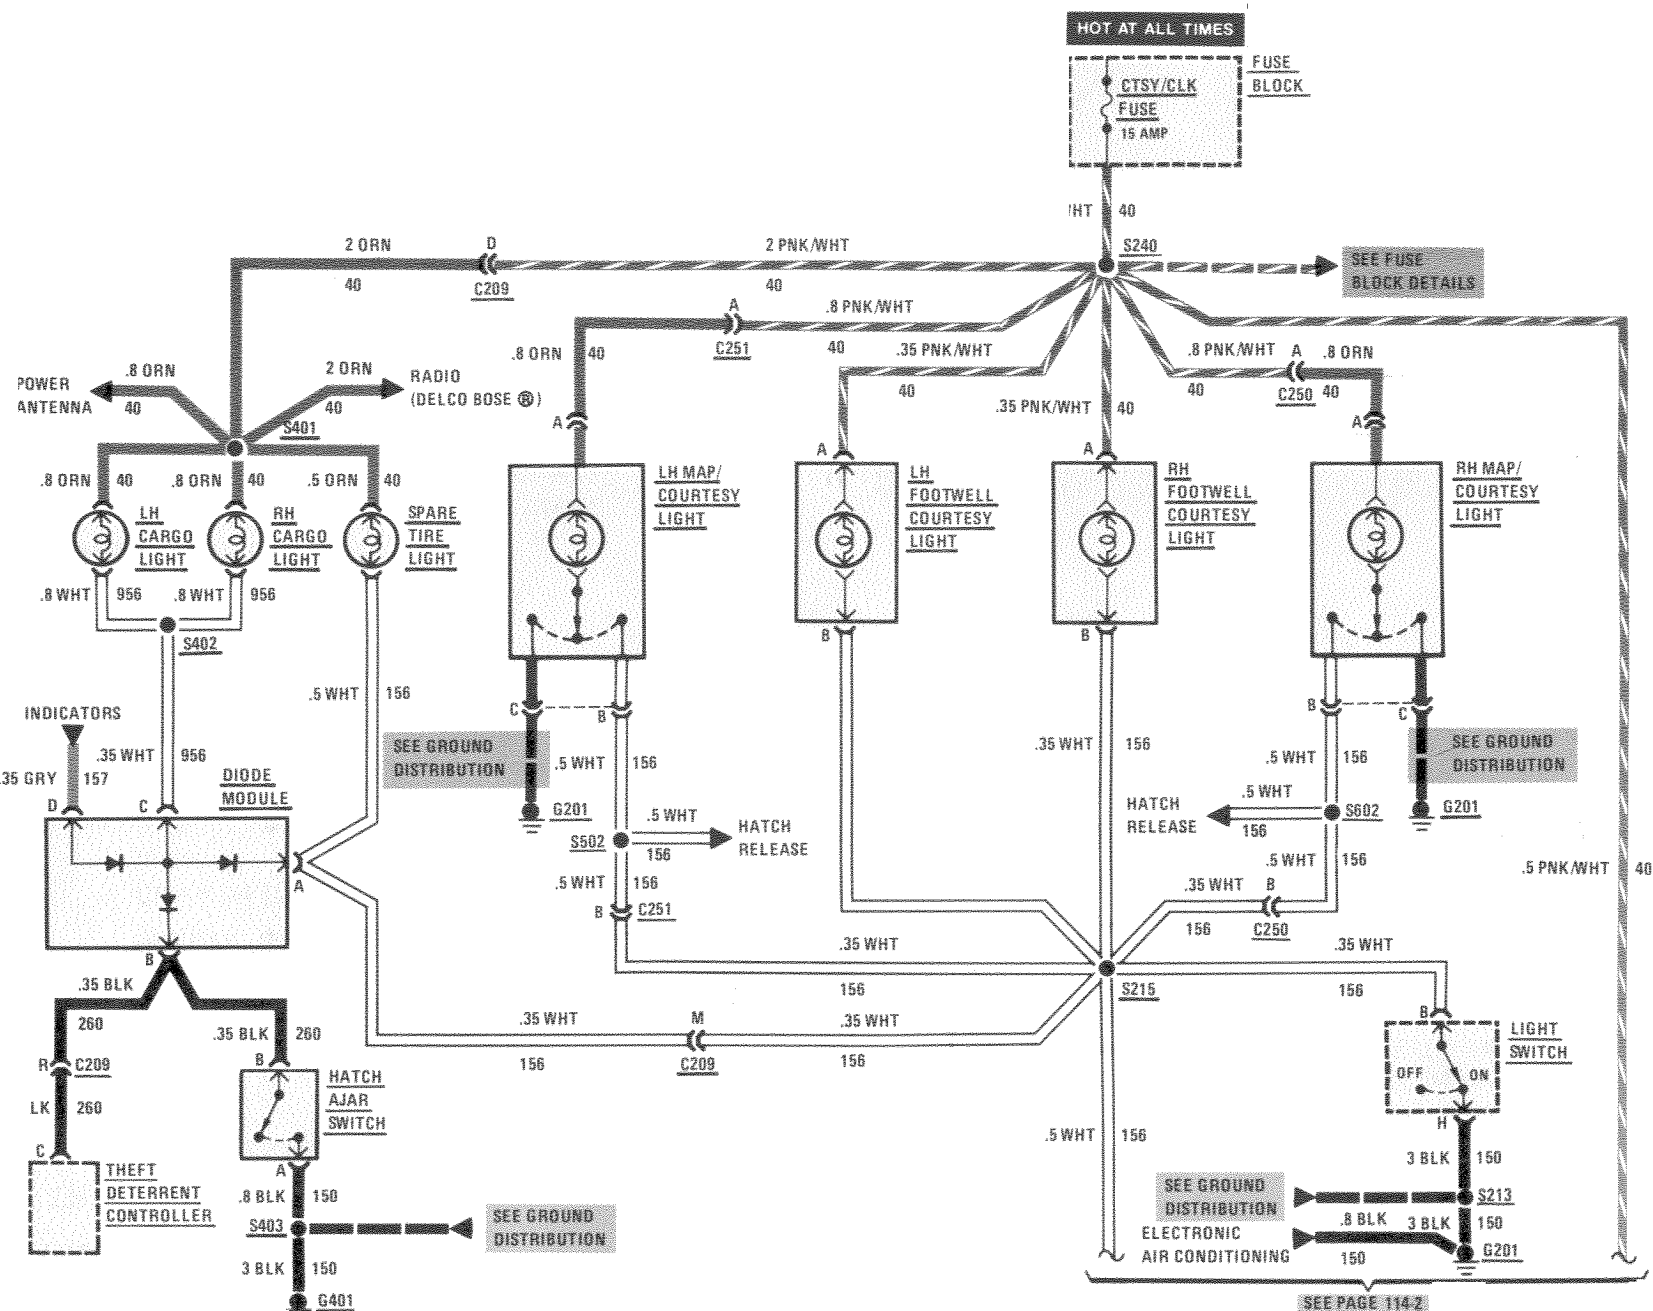 HOT AT ALL TIMES
FUSE
BLOCK
CTSY/CLK
FUSE
15 AMP
HT 40
S240
2 ORN
40
D
C209
2 PNK/WHT
40
SEE FUSE
BLOCK DETAILS
A
C251
.8 PNK/WHT
40
.35 PNK/WHT
40
.8 ORN 40
.35 PNK/WHT 40
.8 PNK/WHT
40
A
C250
.8 ORN
40
POWER
ANTENNA
.8 ORN
40
2 ORN
40
RADIO
(DELCO BOSE ®)
S401
A
A
A
A
.8 ORN 40
.8 ORN 40
.5 ORN 40
LH
CARGO
LIGHT
RH
CARGO
LIGHT
SPARE
TIRE
LIGHT
LH MAP/
COURTESY
LIGHT
LH
FOOTWELL
COURTESY
LIGHT
RH
FOOTWELL
COURTESY
LIGHT
RH MAP/
COURTESY
LIGHT
.8 WHT 956
.8 WHT 956
S402
B
B
.5 WHT 156
INDICATORS
.35 GRY 157
.35 WHT 956
DIODE
MODULE
D
C
A
B
C
B
SEE GROUND
DISTRIBUTION
G201
.5 WHT 156
S502
.5 WHT
156
HATCH
RELEASE
.5 WHT 156
B C251
.35 WHT 156
B
C
.5 WHT 156
SEE GROUND
DISTRIBUTION
G201
HATCH
RELEASE
.5 WHT
156
S602
.5 WHT 156
.35 WHT
156
B
C250
.5 PNK/WHT 40
.35 WHT
156
S215
.35 WHT
156
.35 WHT
156
M
C209
.35 WHT
156
.35 BLK
260
.35 BLK 260
R C209
LK 260
C
THEFT
DETERRENT
CONTROLLER
B
HATCH
AJAR
SWITCH
A
.8 BLK 150
S403
SEE GROUND
DISTRIBUTION
3 BLK 150
G401
B
LIGHT
SWITCH
OFF
ON
H
3 BLK 150
.5 WHT 156
SEE GROUND
DISTRIBUTION
S213
ELECTRONIC
AIR CONDITIONING
.8 BLK
150
3 BLK 150
G201
SEE PAGE 114-2